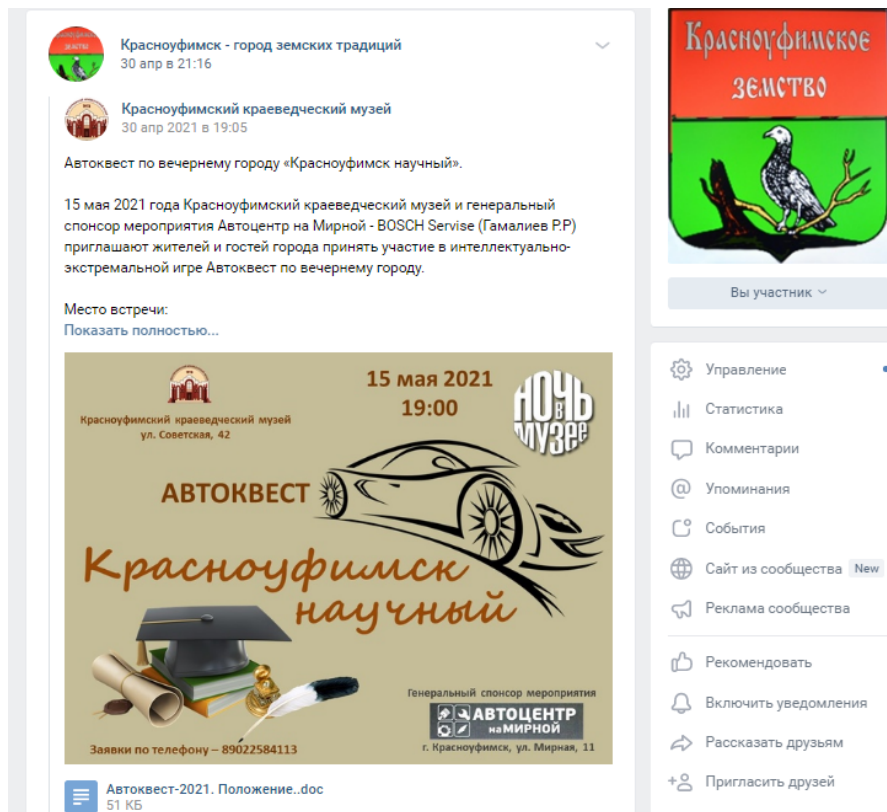 Красноуфимск - город земских традиций
30 апр в 21:16
Красноуфимский краеведческий музей
30 апр 2021 в 19:05
Автоквест по вечернему городу «Красноуфимск научный».
15 мая 2021 года Красноуфимский краеведческий музей и генеральный
спонсор мероприятия Автоцентр на Мирной - BOSCH Servise (Гамалиев Р.Р)
приглашают жителей и гостей города принять участие в интеллектуально-
экстремальной игре Автоквест по вечернему городу.
Место встречи:
Показать полностью...
Красноуфимский краеведческий музей
ул. Советская, 42
15 мая 2021
19:00
НОЧЬ
В
МУЗЕЕ
АВТОКВЕСТ
Красноуфимск
научный
Генеральный спонсор мероприятия
АВТОЦЕНТР
на МИРНОЙ
г. Красноуфимск, ул. Мирная, 11
Заявки по телефону – 89022584113
Автоквест-2021. Положение..doc
51 КБ
Красноуфимское
земство
Вы участник
Управление
Статистика
Комментарии
Упоминания
События
Сайт из сообщества New
Реклама сообщества
Рекомендовать
Включить уведомления
Рассказать друзьям
Пригласить друзей